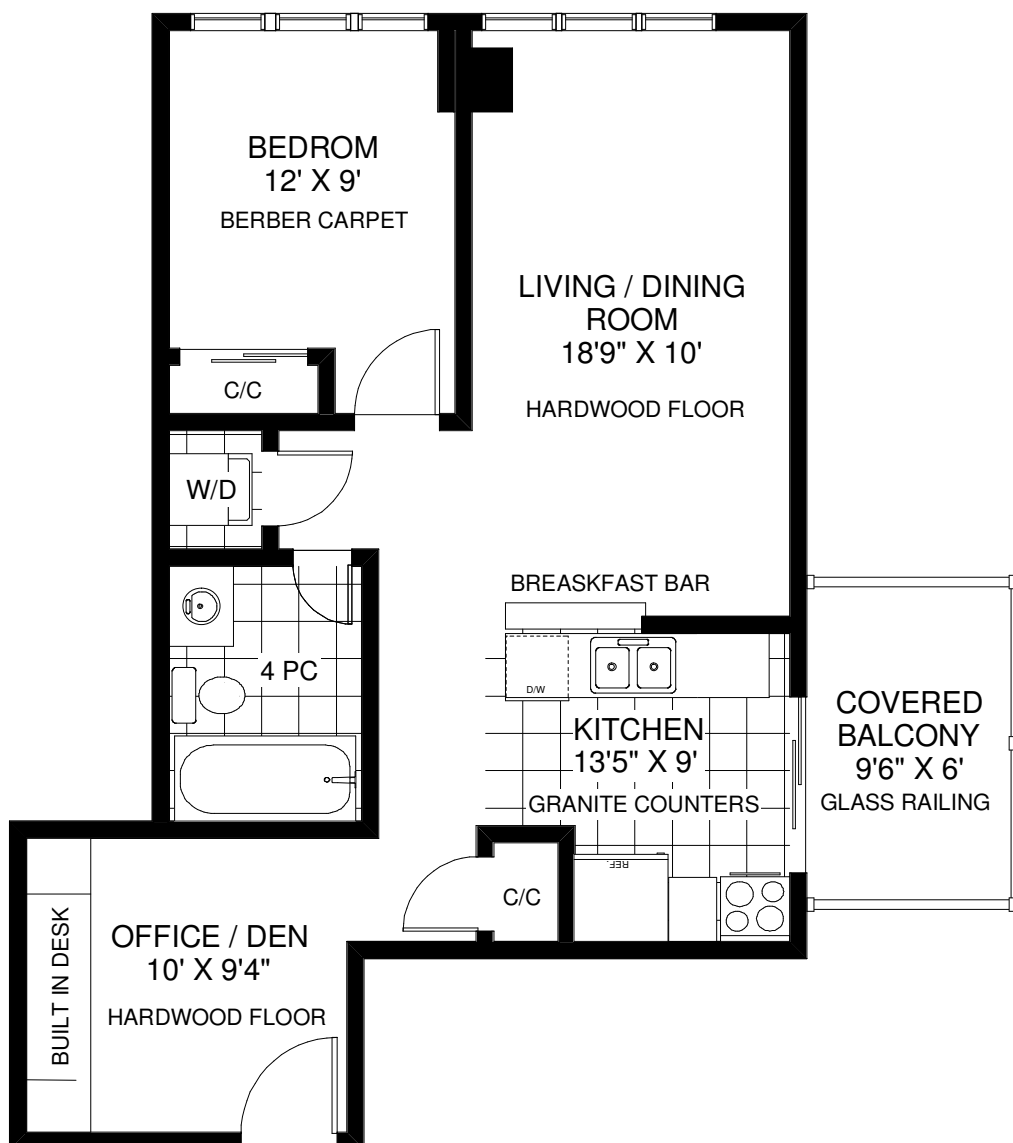 BEDROM
12' X 9'
BERBER CARPET
LIVING / DINING
ROOM
18'9" X 10'
HARDWOOD FLOOR
C/C
W/D
BREASKFAST BAR
4 PC
D/W
KITCHEN
13'5" X 9'
GRANITE COUNTERS
COVERED
BALCONY
9'6" X 6'
GLASS RAILING
REF.
C/C
OFFICE / DEN
10' X 9'4"
HARDWOOD FLOOR
BUILT IN DESK